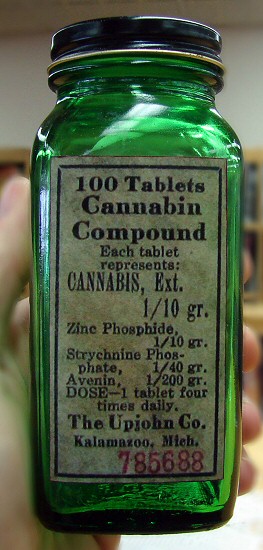 100 Tablets
Cannabin
Compound
Each tablet
represents:
CANNABIS, Ext.
1/10 gr.
Zinc Phosphide,
1/10 gr.
Strychnine Phos-
phate, 1/40 gr.
Avenin, 1/200 gr.
DOSE—1 tablet four
times daily.
The Upjohn Co.
Kalamazoo, Mich.
785688